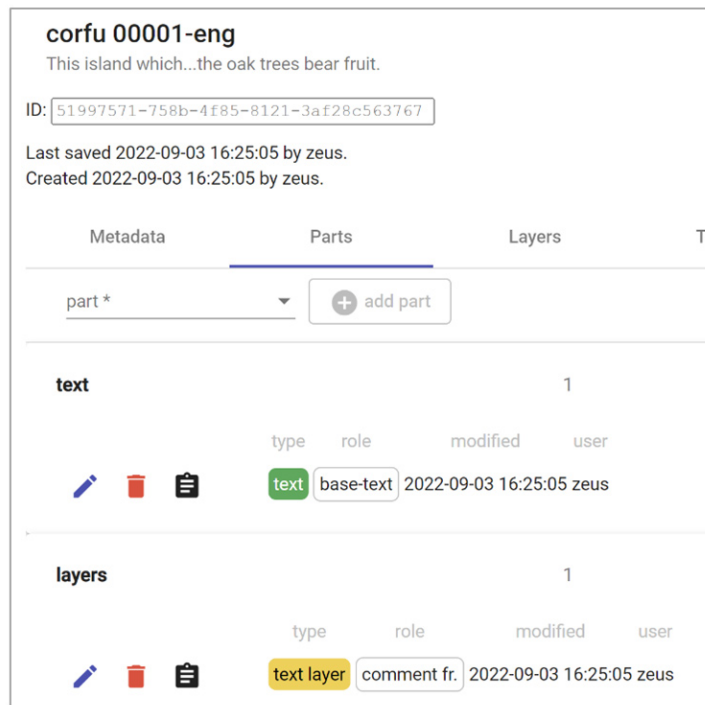 corfu 00001-eng
This island which...the oak trees bear fruit.
ID: 51997571-758b-4f85-8121-3af28c563767
Last saved 2022-09-03 16:25:05 by zeus.
Created 2022-09-03 16:25:05 by zeus.
Metadata Parts Layers T
part * add part
text 1
type role modified user
text base-text 2022-09-03 16:25:05 zeus
layers 1
type role modified user
text layer comment fr. 2022-09-03 16:25:05 zeus